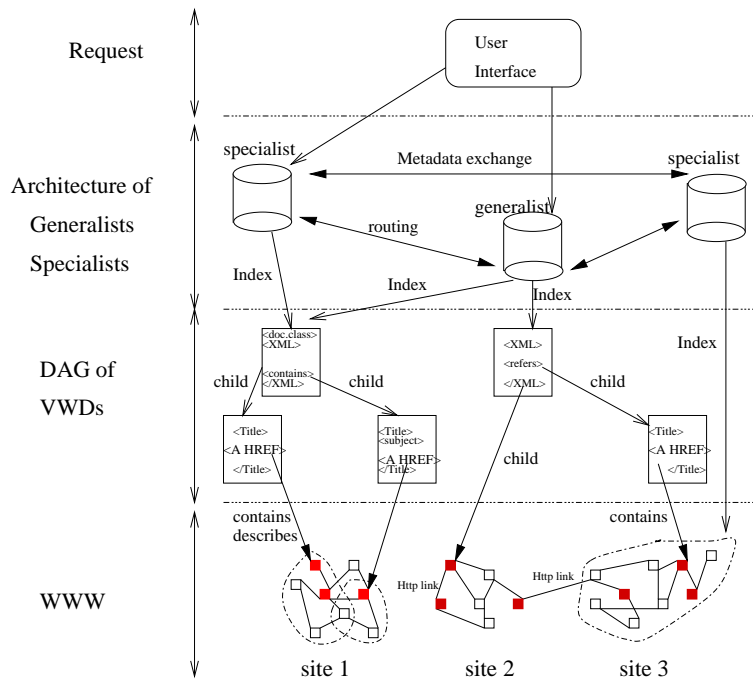 Request
User
Interface
Architecture of
Generalists
Specialists
specialist
Metadata exchange
specialist
generalist
routing
Index
Index
Index
Index
DAG of
VWDs
<doc.class>
<XML>
<contains>
</XML>
<XML>
<refers>
</XML>
child
child
child
child
<Title>
<A HREF>
</Title>
<Title>
<subject>
<A HREF>
</Title>
<Title>
<A HREF>
</Title>
contains
describes
contains
WWW
Http link
Http link
site 1
site 2
site 3